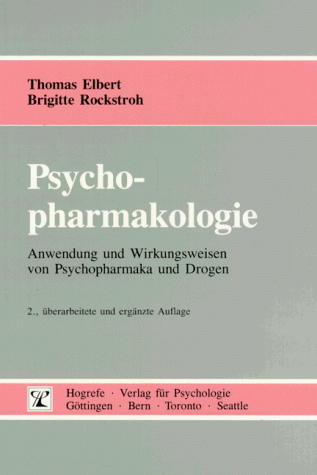 Thomas Elbert
Brigitte Rockstroh
Psycho-
pharmakologie
Anwendung und Wirkungsweisen
von Psychopharmaka und Drogen
2., überarbeitete und ergänzte Auflage
Hogrefe · Verlag für Psychologie
Göttingen · Bern · Toronto · Seattle